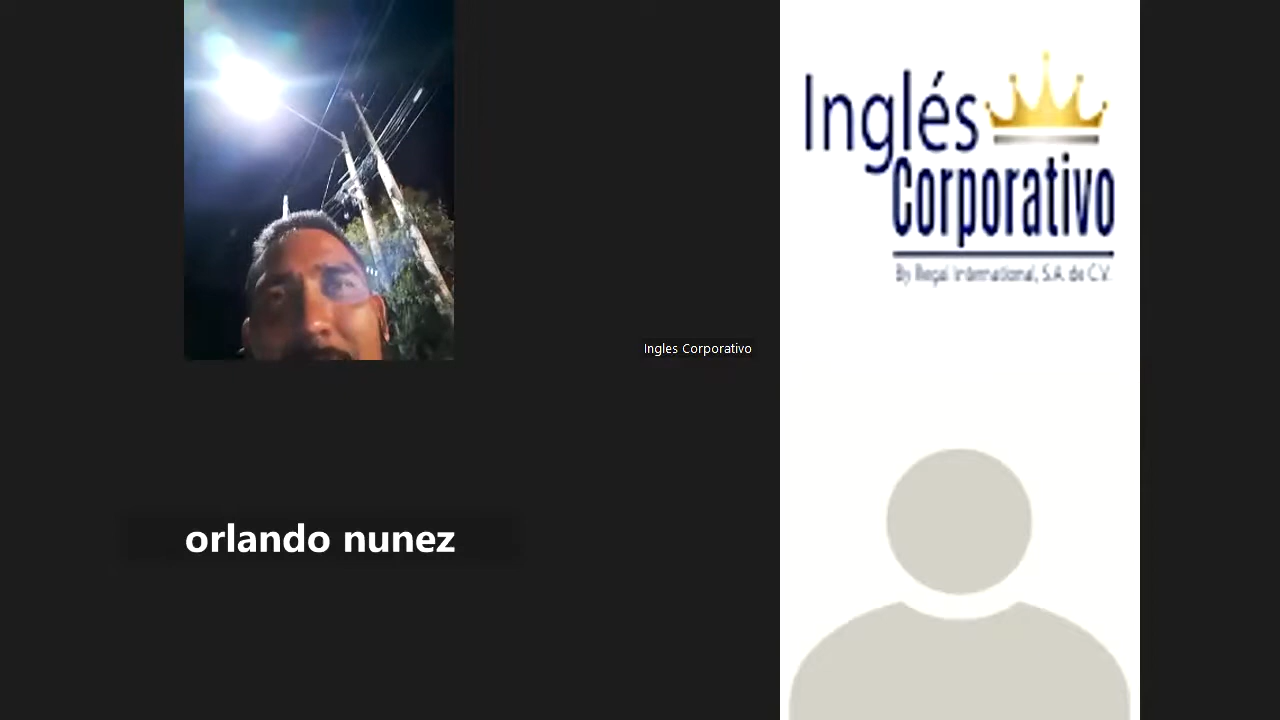 Inglés
Corporativo
By Regal International, S.A. de C.V.
Ingles Corporativo
orlando nunez